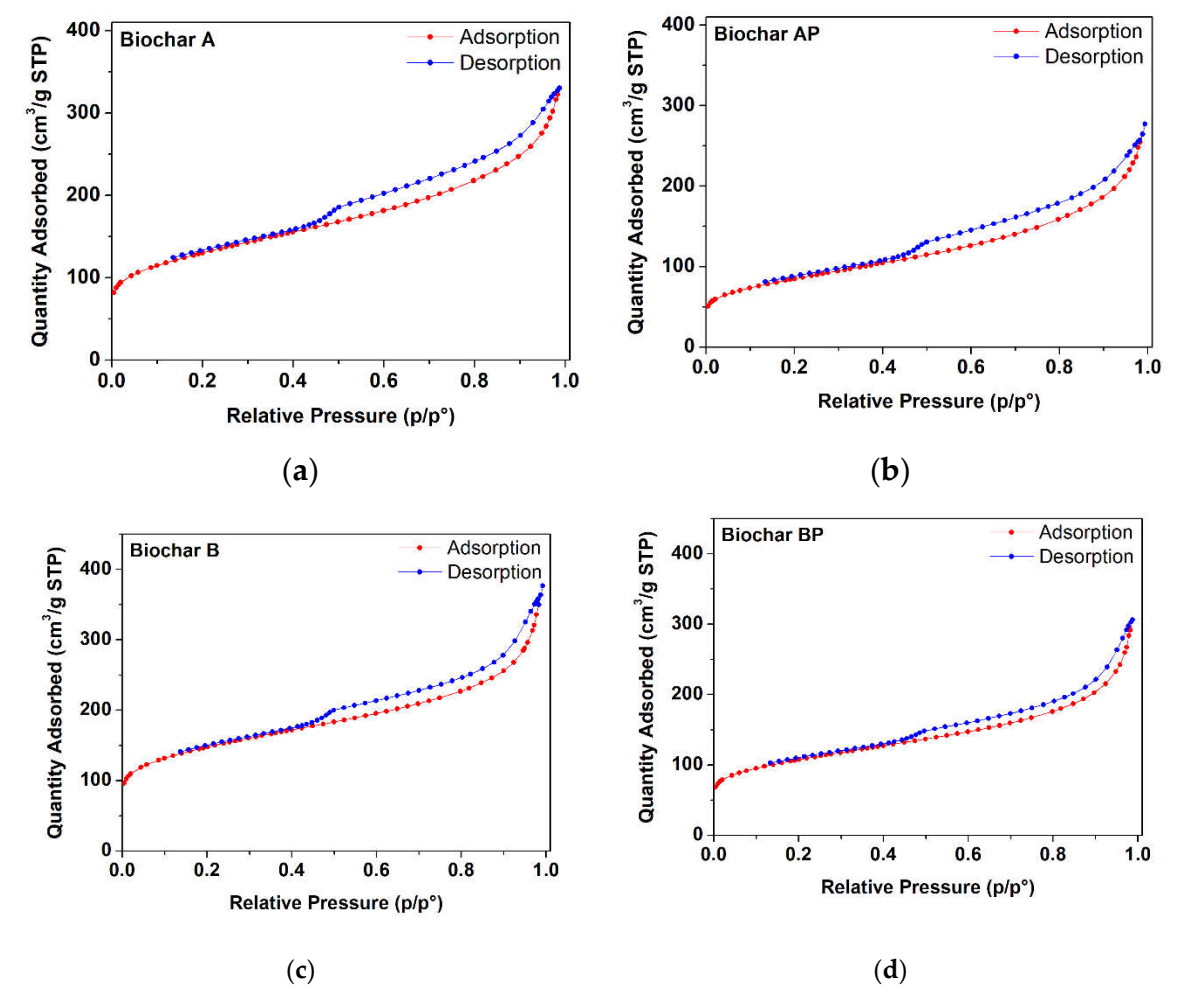 Biochar A
Adsorption
Desorption
400
300
200
100
0
0.0 0.2 0.4 0.6 0.8 1.0
Quantity Adsorbed (cm³/g STP)
Relative Pressure (p/p°)
(a)
Biochar AP
Adsorption
Desorption
400
300
200
100
0
0.0 0.2 0.4 0.6 0.8 1.0
Quantity Adsorbed (cm³/g STP)
Relative Pressure (p/p°)
(b)
Biochar B
Adsorption
Desorption
400
300
200
100
0
0.0 0.2 0.4 0.6 0.8 1.0
Quantity Adsorbed (cm³/g STP)
Relative Pressure (p/p°)
(c)
Biochar BP
Adsorption
Desorption
400
300
200
100
0
0.0 0.2 0.4 0.6 0.8 1.0
Quantity Adsorbed (cm³/g STP)
Relative Pressure (p/p°)
(d)